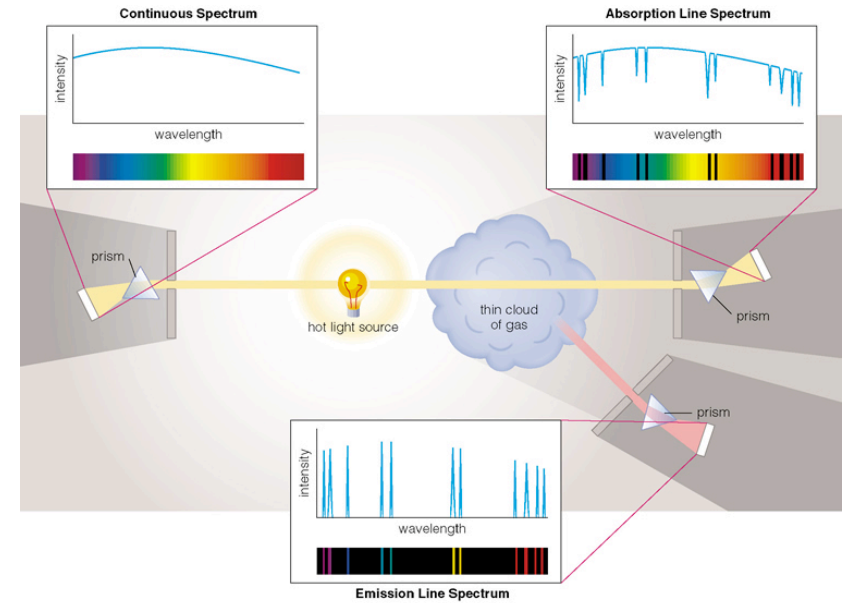 Continuous Spectrum
intensity
wavelength
Absorption Line Spectrum
intensity
wavelength
prism
hot light source
thin cloud
of gas
prism
prism
intensity
wavelength
Emission Line Spectrum